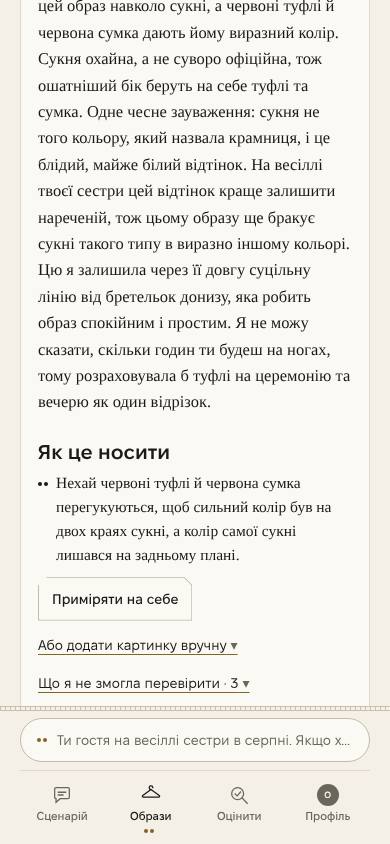 цей образ навколо сукні, а червоні туфлі й
червона сумка дають йому виразний колір.
Сукня охайна, а не суворо офіційна, тож
ошатніший бік беруть на себе туфлі та
сумка. Одне чесне зауваження: сукня не
того кольору, який назвала крамниця, і це
блідий, майже білий відтінок. На весіллі
твоєї сестри цей відтінок краще залишити
нареченій, тож цьому образу ще бракує
сукні такого типу в виразно іншому кольорі.
Цю я залишила через її довгу суцільну
лінію від бретельок донизу, яка робить
образ спокійним і простим. Я не можу
сказати, скільки годин ти будеш на ногах,
тому розраховувала б туфлі на церемонію та
вечерю як один відрізок.
Як це носити
Нехай червоні туфлі й червона сумка
перегукуються, щоб сильний колір був на
двох краях сукні, а колір самої сукні
лишався на задньому плані.
Приміряти на себе
Або додати картинку вручну ▾
Що я не змогла перевірити · 3 ▾
Ти гостя на весіллі сестри в серпні. Якщо х...
Сценарій
Образи
Оцінити
О
Профіль